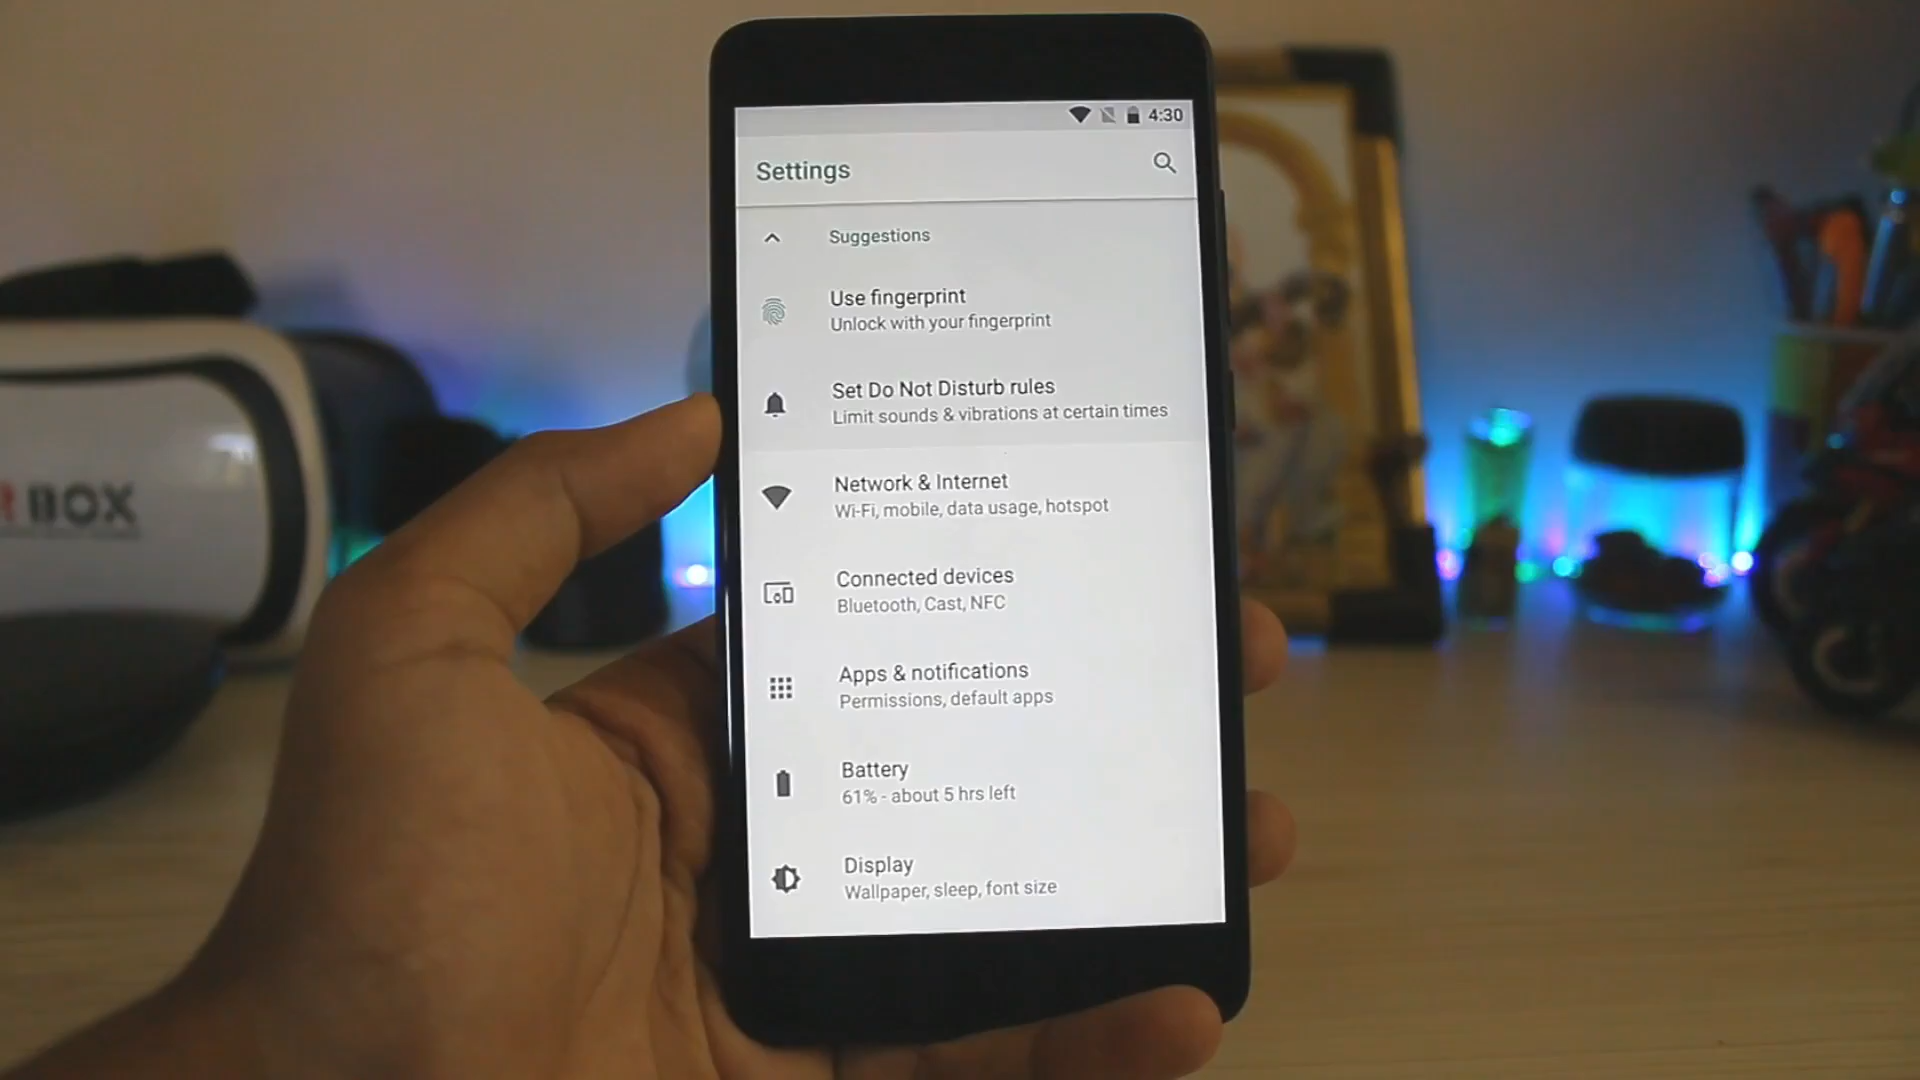 4:30
Settings
Suggestions
Use fingerprint
Unlock with your fingerprint
Set Do Not Disturb rules
Limit sounds & vibrations at certain times
Network & Internet
Wi-Fi, mobile, data usage, hotspot
Connected devices
Bluetooth, Cast, NFC
Apps & notifications
Permissions, default apps
Battery
61% - about 5 hrs left
Display
Wallpaper, sleep, font size
R BOX